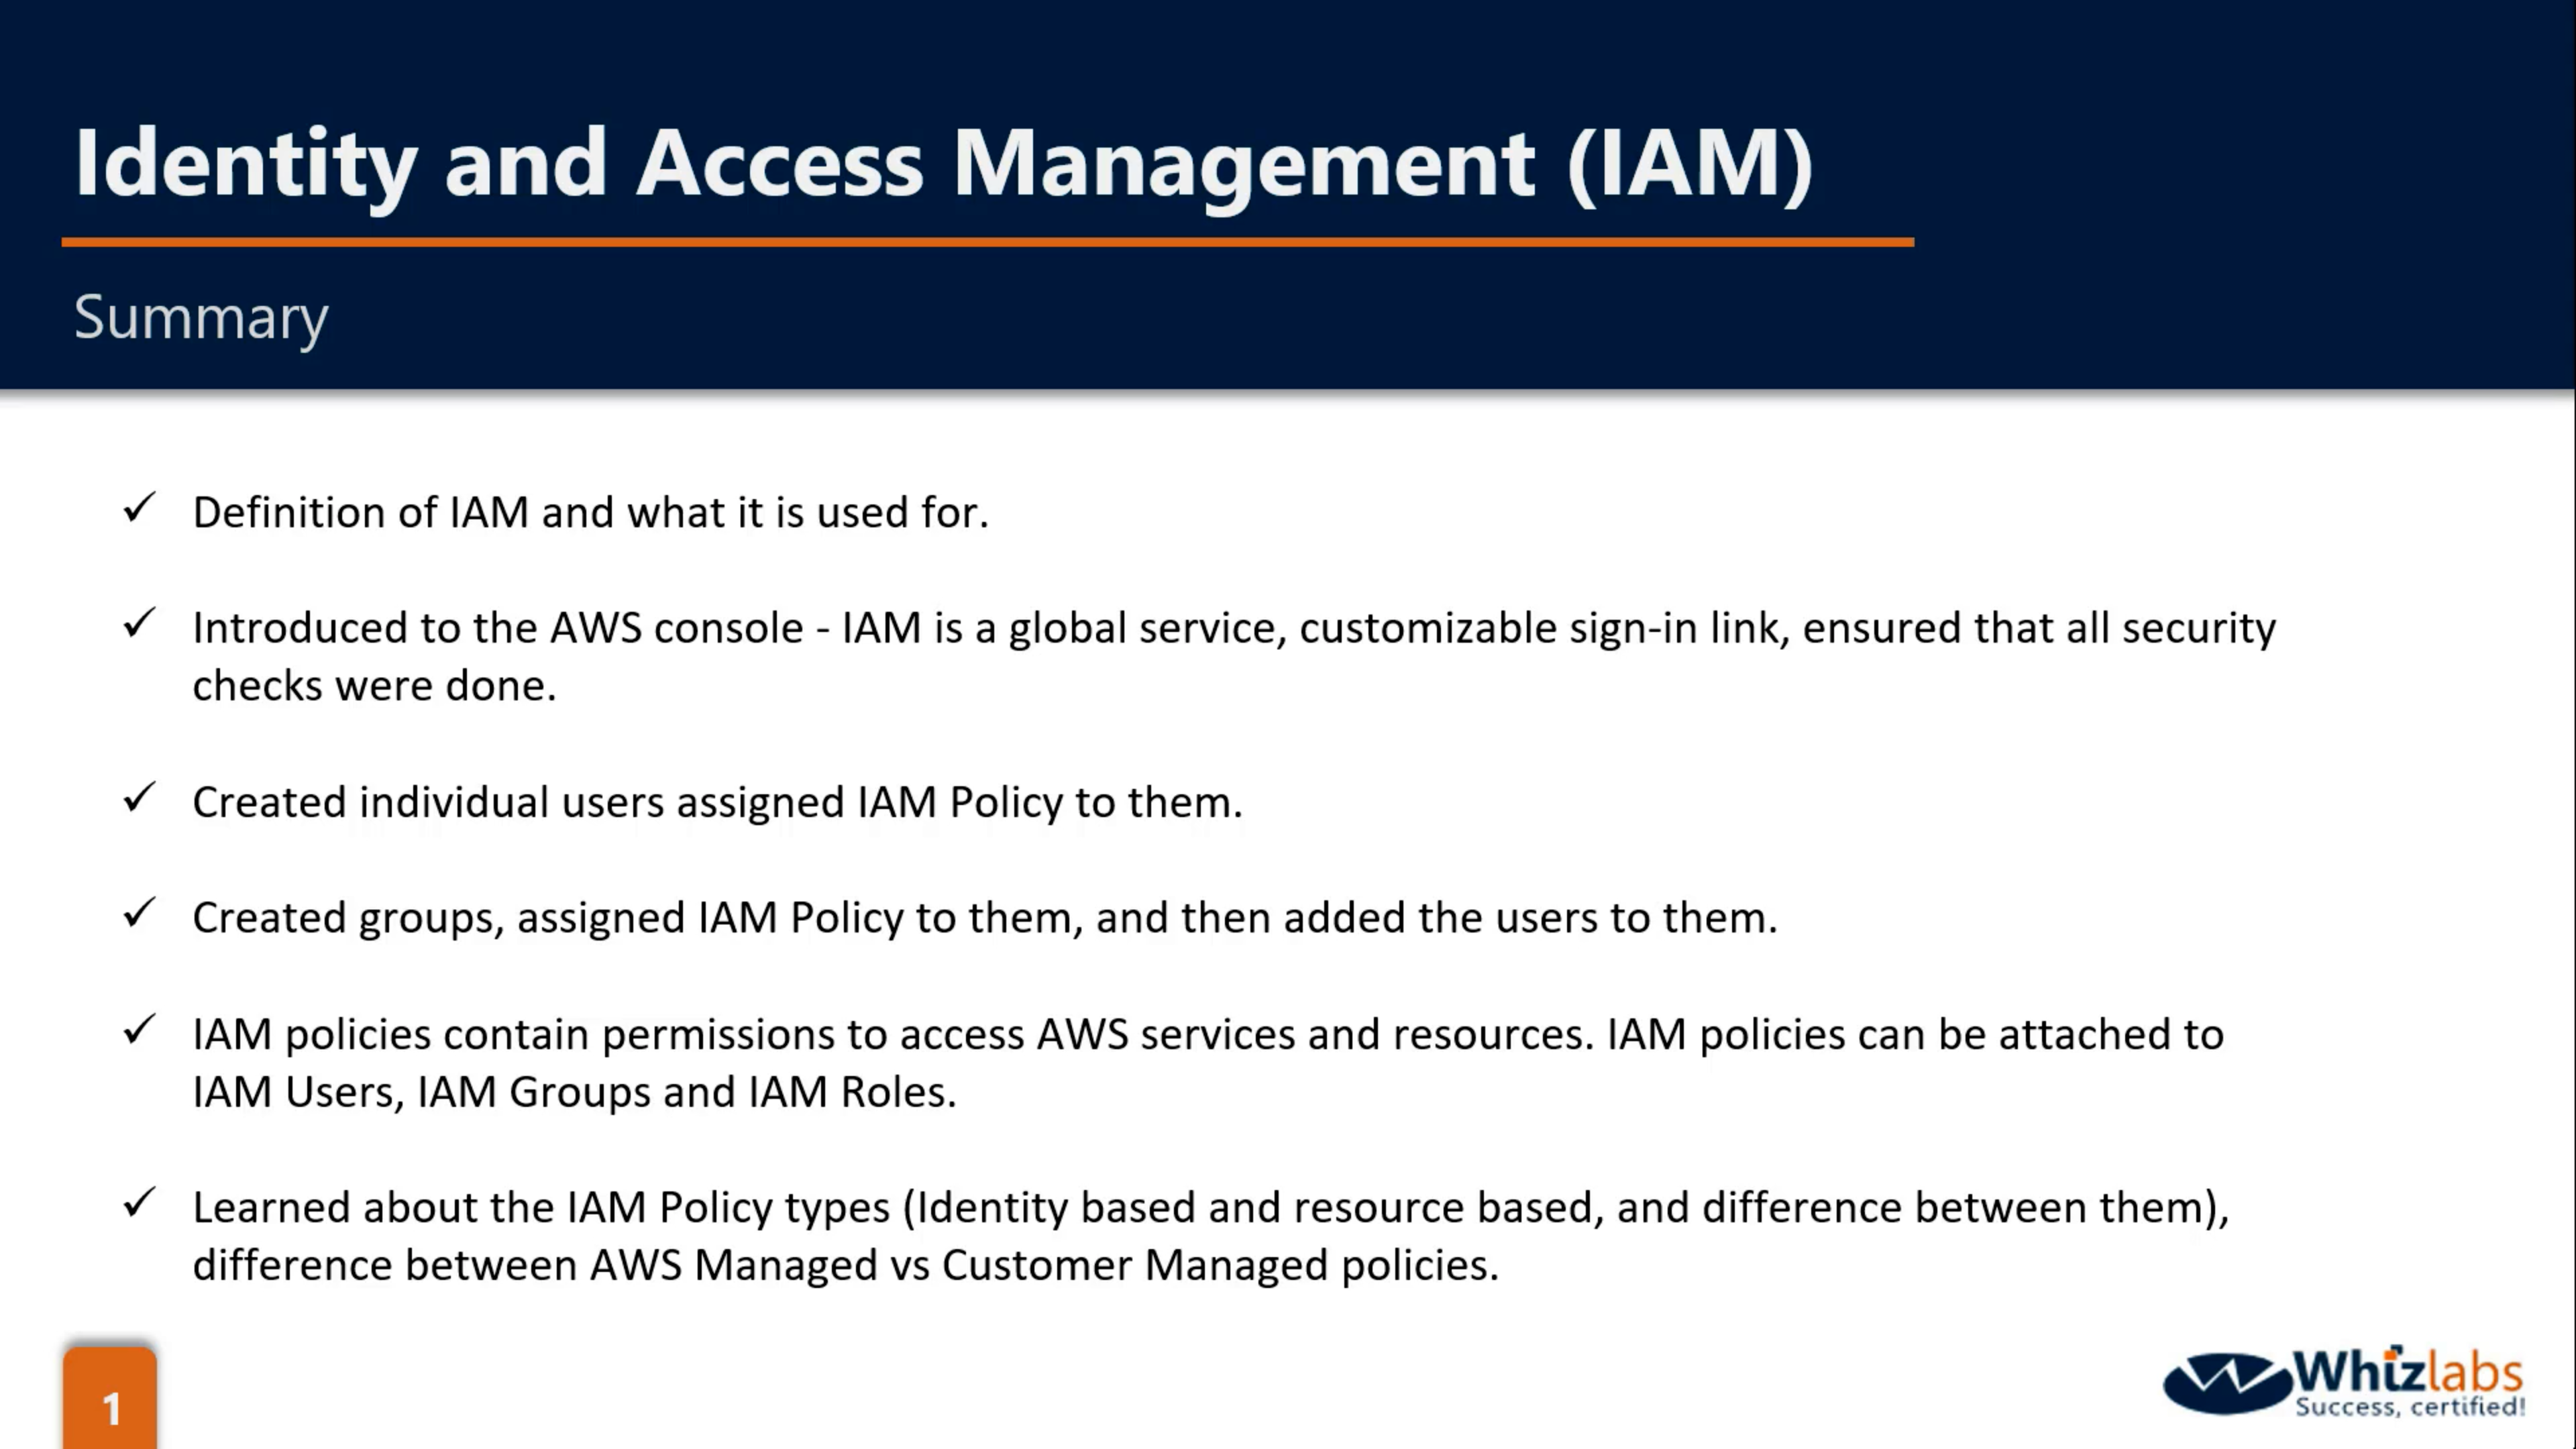 Identity and Access Management (IAM)
Summary
✓ Definition of IAM and what it is used for.
✓ Introduced to the AWS console - IAM is a global service, customizable sign-in link, ensured that all security
checks were done.
✓ Created individual users assigned IAM Policy to them.
✓ Created groups, assigned IAM Policy to them, and then added the users to them.
✓ IAM policies contain permissions to access AWS services and resources. IAM policies can be attached to
IAM Users, IAM Groups and IAM Roles.
✓ Learned about the IAM Policy types (Identity based and resource based, and difference between them),
difference between AWS Managed vs Customer Managed policies.
1
Whizlabs
Success, certified!